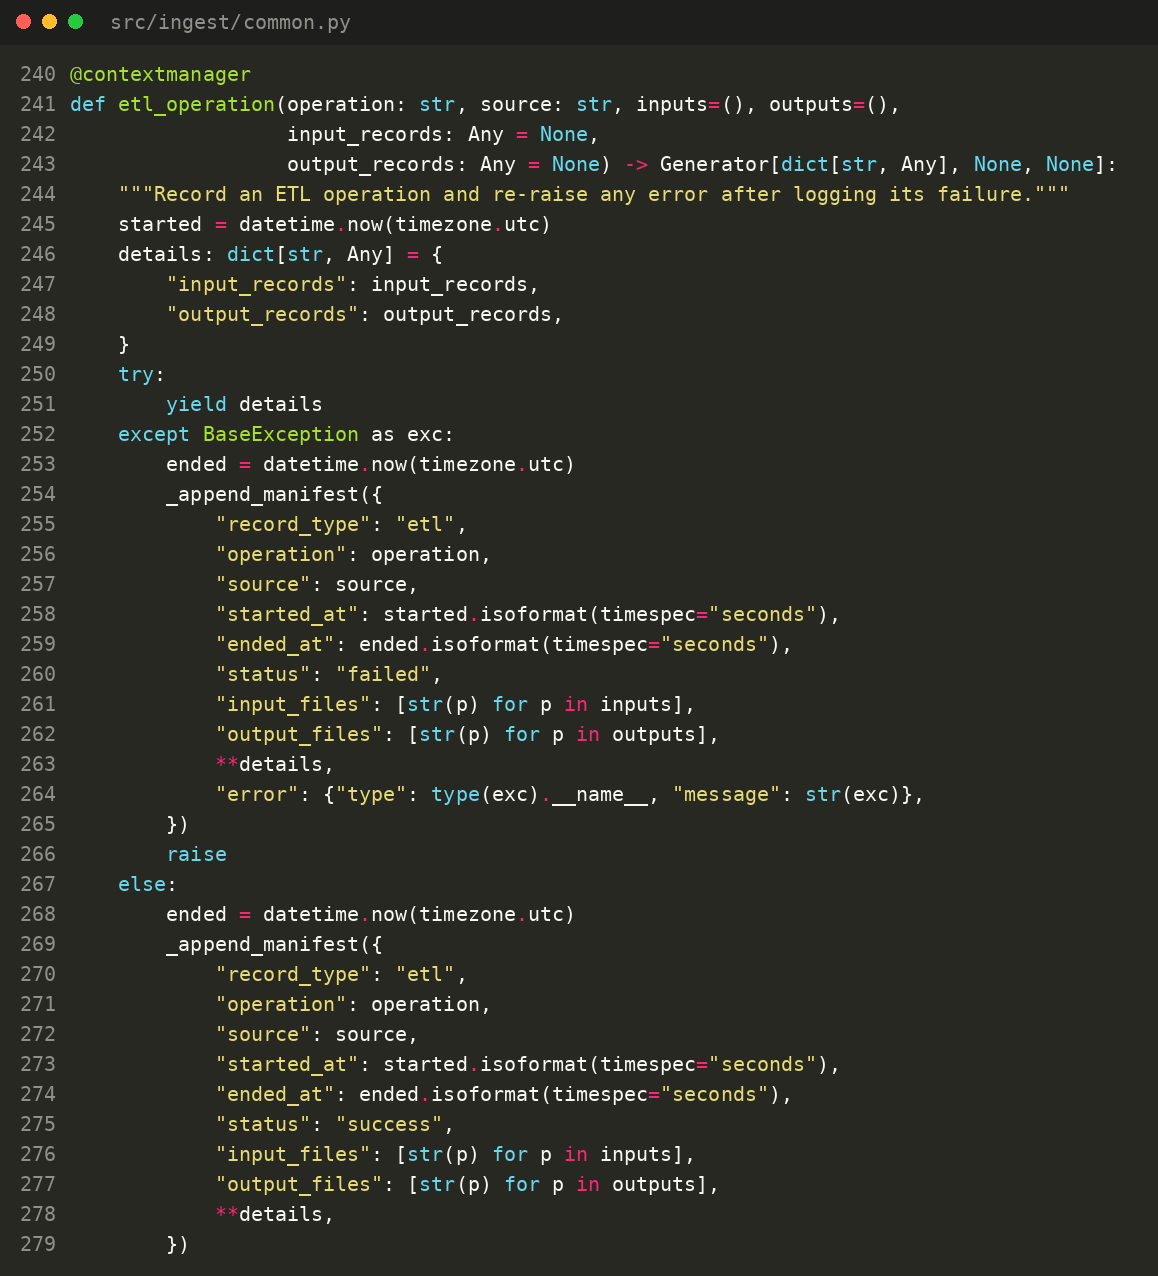 src/ingest/common.py
240 @contextmanager
241 def etl_operation(operation: str, source: str, inputs=(), outputs=(),
242                   input_records: Any = None,
243                   output_records: Any = None) -> Generator[dict[str, Any], None, None]:
244     """Record an ETL operation and re-raise any error after logging its failure."""
245     started = datetime.now(timezone.utc)
246     details: dict[str, Any] = {
247         "input_records": input_records,
248         "output_records": output_records,
249     }
250     try:
251         yield details
252     except BaseException as exc:
253         ended = datetime.now(timezone.utc)
254         _append_manifest({
255             "record_type": "etl",
256             "operation": operation,
257             "source": source,
258             "started_at": started.isoformat(timespec="seconds"),
259             "ended_at": ended.isoformat(timespec="seconds"),
260             "status": "failed",
261             "input_files": [str(p) for p in inputs],
262             "output_files": [str(p) for p in outputs],
263             **details,
264             "error": {"type": type(exc).__name__, "message": str(exc)},
265         })
266         raise
267     else:
268         ended = datetime.now(timezone.utc)
269         _append_manifest({
270             "record_type": "etl",
271             "operation": operation,
272             "source": source,
273             "started_at": started.isoformat(timespec="seconds"),
274             "ended_at": ended.isoformat(timespec="seconds"),
275             "status": "success",
276             "input_files": [str(p) for p in inputs],
277             "output_files": [str(p) for p in outputs],
278             **details,
279         })